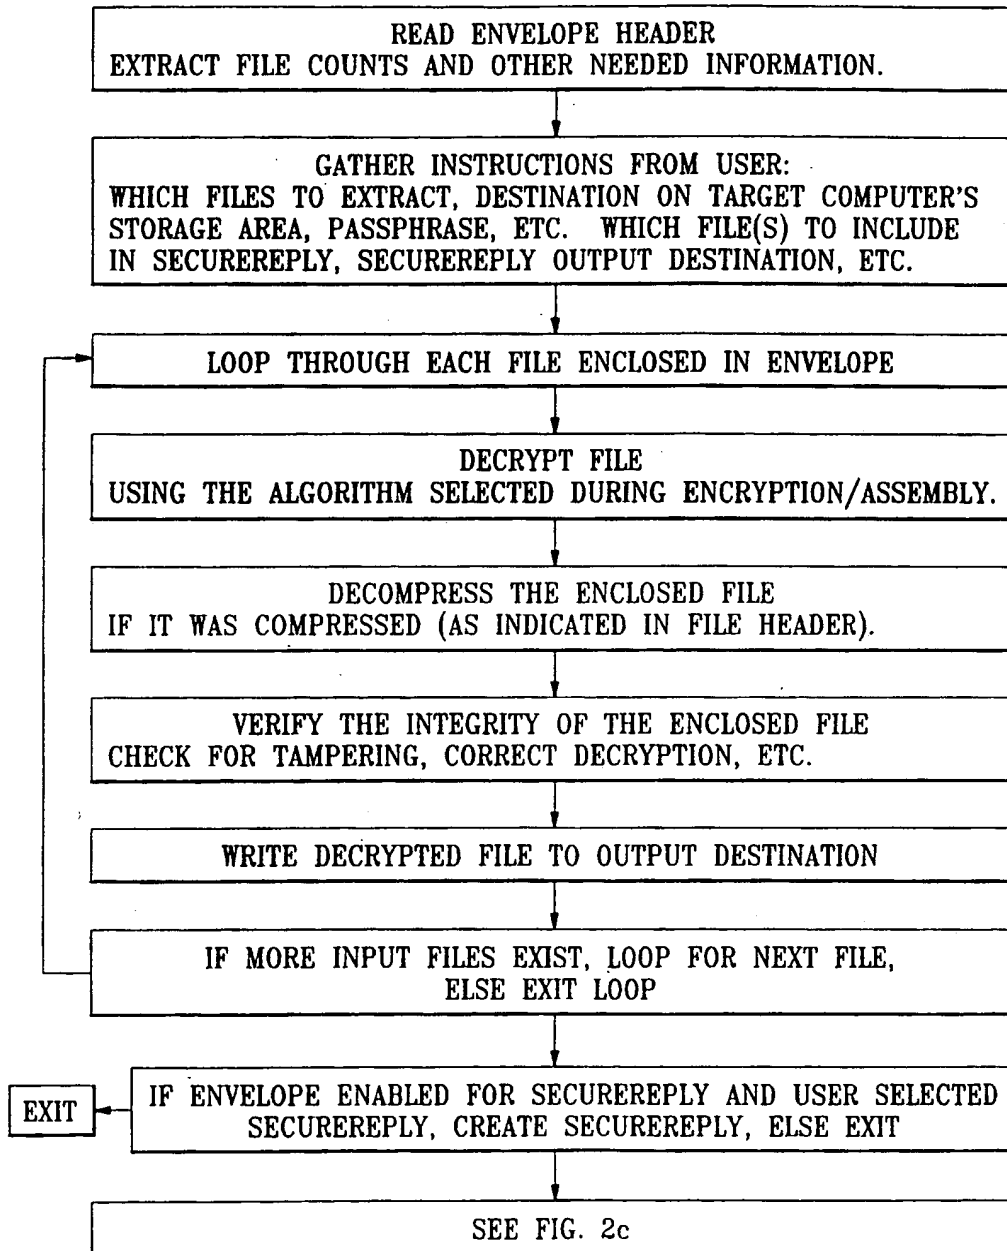 READ ENVELOPE HEADER
EXTRACT FILE COUNTS AND OTHER NEEDED INFORMATION.
GATHER INSTRUCTIONS FROM USER:
WHICH FILES TO EXTRACT, DESTINATION ON TARGET COMPUTER'S
STORAGE AREA, PASSPHRASE, ETC. WHICH FILE(S) TO INCLUDE
IN SECUREREPLY, SECUREREPLY OUTPUT DESTINATION, ETC.
LOOP THROUGH EACH FILE ENCLOSED IN ENVELOPE
DECRYPT FILE
USING THE ALGORITHM SELECTED DURING ENCRYPTION/ASSEMBLY.
DECOMPRESS THE ENCLOSED FILE
IF IT WAS COMPRESSED (AS INDICATED IN FILE HEADER).
VERIFY THE INTEGRITY OF THE ENCLOSED FILE
CHECK FOR TAMPERING, CORRECT DECRYPTION, ETC.
WRITE DECRYPTED FILE TO OUTPUT DESTINATION
IF MORE INPUT FILES EXIST, LOOP FOR NEXT FILE,
ELSE EXIT LOOP
EXIT
IF ENVELOPE ENABLED FOR SECUREREPLY AND USER SELECTED
SECUREREPLY, CREATE SECUREREPLY, ELSE EXIT
SEE FIG. 2c